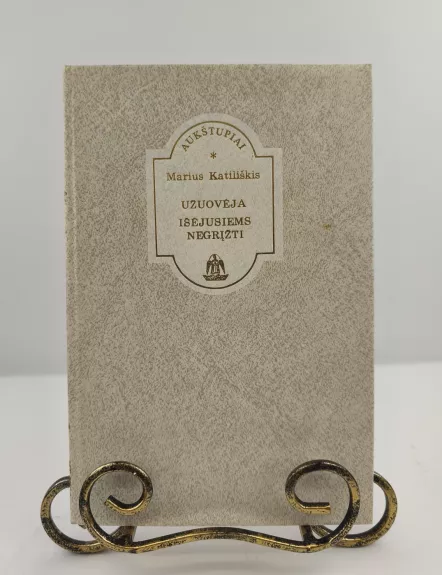 AUKŠTUPIAI
*
Marius Katiliškis
UŽUOVĖJA
IŠĖJUSIEMS
NEGRĮŽTI